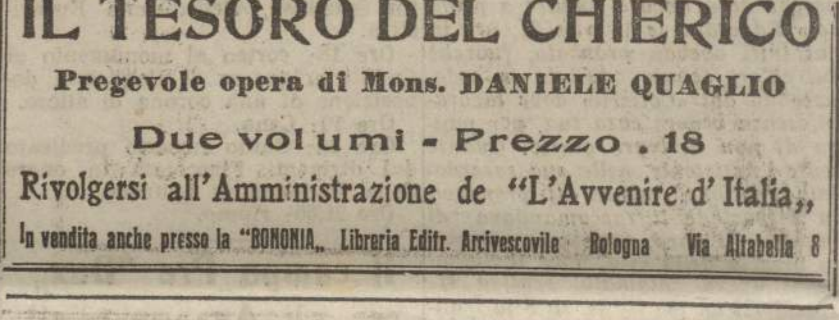 IL TESORO DEL CHIERICO
Pregevole opera di Mons. DANIELE QUAGLIO
Due volumi - Prezzo . 18
Rivolgersi all'Amministrazione de "L'Avvenire d'Italia„
In vendita anche presso la "BONONIA„ Libreria Editr. Arcivescovile Bologna Via Altabella 8